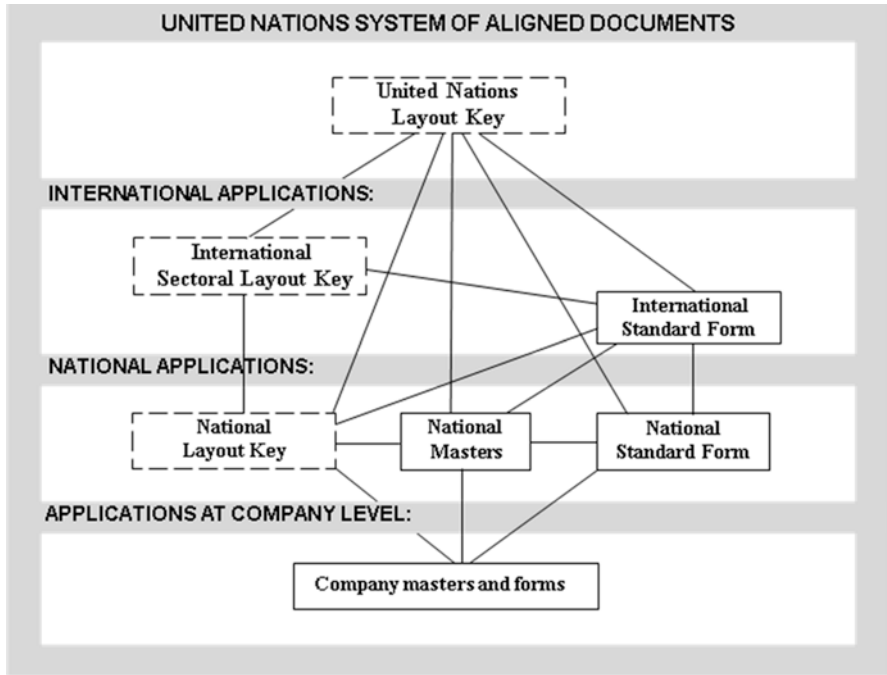 UNITED NATIONS SYSTEM OF ALIGNED DOCUMENTS
United Nations
Layout Key
INTERNATIONAL APPLICATIONS:
International
Sectoral Layout Key
International
Standard Form
NATIONAL APPLICATIONS:
National
Layout Key
National
Masters
National
Standard Form
APPLICATIONS AT COMPANY LEVEL:
Company masters and forms